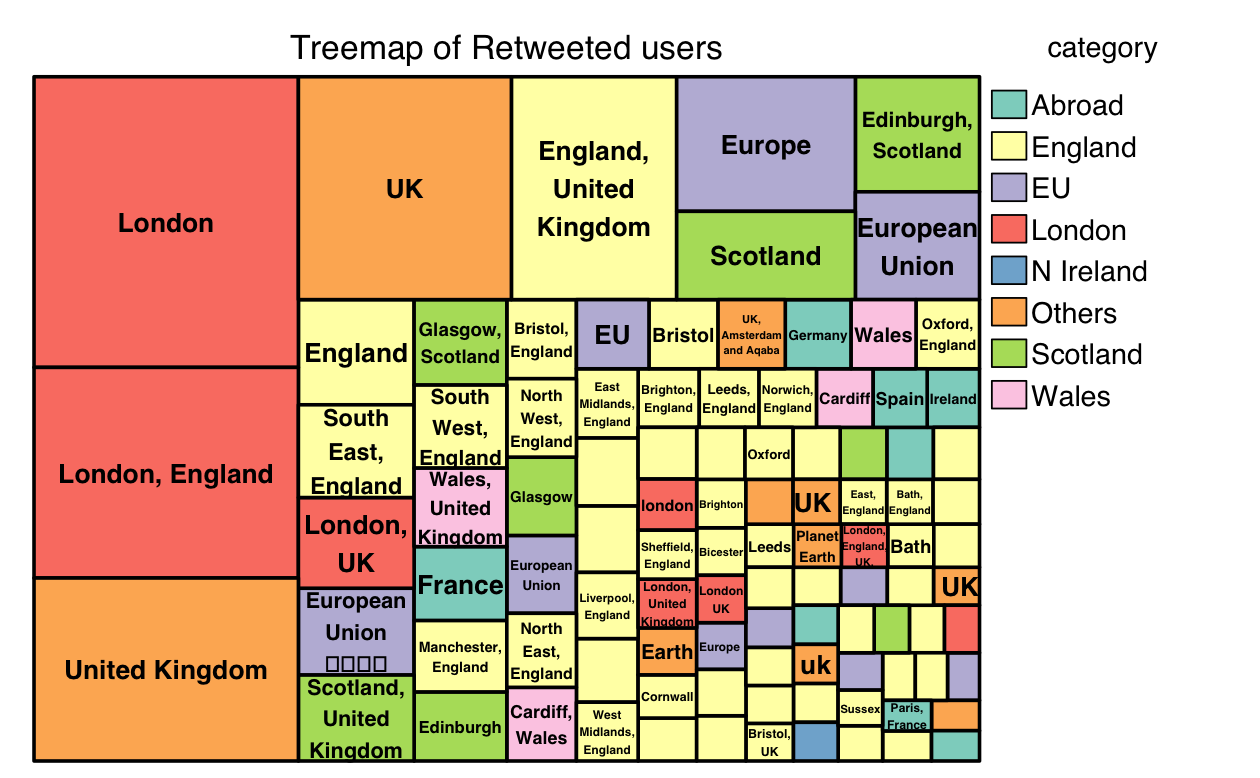 Treemap of Retweeted users
category
Abroad
England
EU
London
N Ireland
Others
Scotland
Wales
London
London, England
United Kingdom
UK
England,
United
Kingdom
Europe
Scotland
Edinburgh,
Scotland
European
Union
England
South
East,
England
London,
UK
European
Union
□□□□
Scotland,
United
Kingdom
Glasgow,
Scotland
South
West,
England
Wales,
United
Kingdom
France
Manchester,
England
Edinburgh
Bristol,
England
North
West,
England
Glasgow
European
Union
North
East,
England
Cardiff,
Wales
EU
Bristol
UK,
Amsterdam
and Aqaba
Germany
Wales
Oxford,
England
East
Midlands,
England
Liverpool,
England
West
Midlands,
England
Brighton,
England
Leeds,
England
Norwich,
England
Cardiff
Spain
Ireland
london
Sheffield,
England
London,
United
Kingdom
Earth
Cornwall
Brighton
Bicester
London
UK
Europe
Oxford
Leeds
Bristol,
UK
UK
Planet
Earth
uk
East,
England
London,
England,
UK.
Bath,
England
Bath
UK
Sussex
Paris,
France